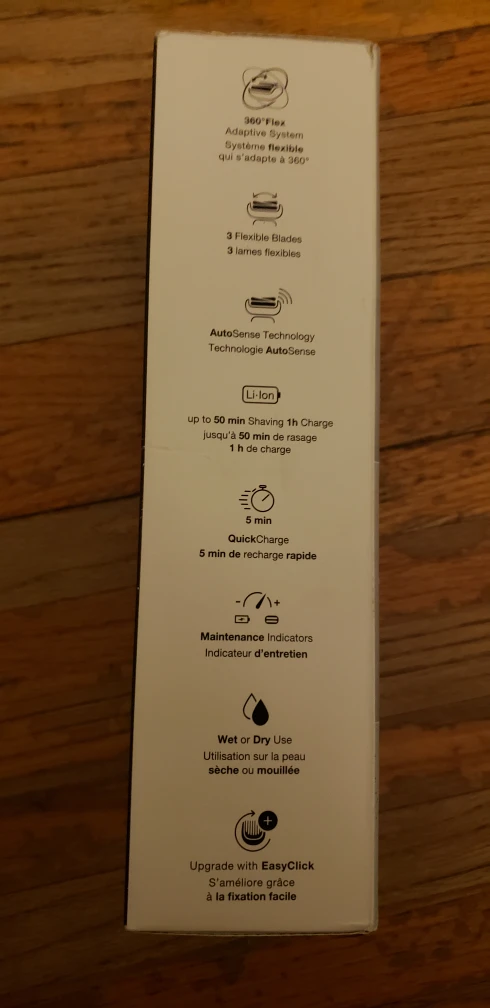 360°Flex
Adaptive System
Système flexible
qui s'adapte à 360°
3 Flexible Blades
3 lames flexibles
AutoSense Technology
Technologie AutoSense
Li-Ion
up to 50 min Shaving 1h Charge
jusqu'à 50 min de rasage
1 h de charge
5 min
QuickCharge
5 min de recharge rapide
- +
Maintenance Indicators
Indicateur d'entretien
Wet or Dry Use
Utilisation sur la peau
sèche ou mouillée
+
Upgrade with EasyClick
S'améliore grâce
à la fixation facile